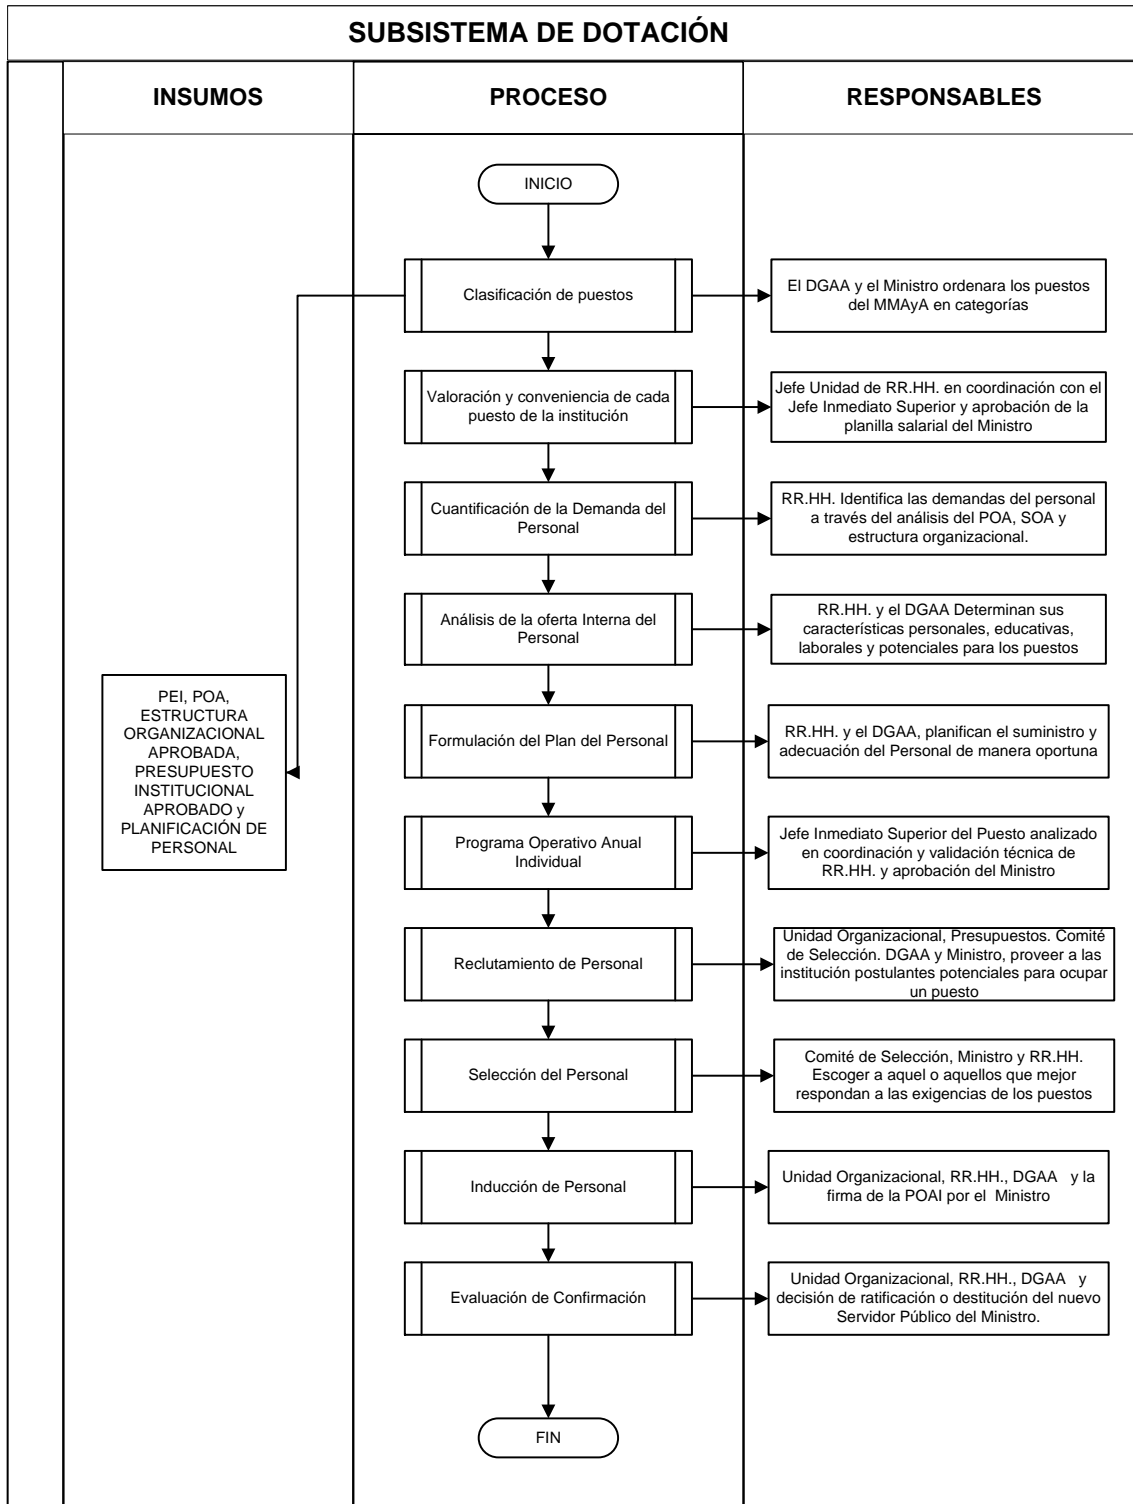 SUBSISTEMA DE DOTACIÓN
INSUMOS
PROCESO
RESPONSABLES
INICIO
Clasificación de puestos
El DGAA y el Ministro ordenara los puestos
del MMAyA en categorías
Valoración y conveniencia de cada
puesto de la institución
Jefe Unidad de RR.HH. en coordinación con el
Jefe Inmediato Superior y aprobación de la
planilla salarial del Ministro
Cuantificación de la Demanda del
Personal
RR.HH. Identifica las demandas del personal
a través del análisis del POA, SOA y
estructura organizacional.
Análisis de la oferta Interna del
Personal
RR.HH. y el DGAA Determinan sus
características personales, educativas,
laborales y potenciales para los puestos
PEI, POA,
ESTRUCTURA
ORGANIZACIONAL
APROBADA,
PRESUPUESTO
INSTITUCIONAL
APROBADO y
PLANIFICACIÓN DE
PERSONAL
Formulación del Plan del Personal
RR.HH. y el DGAA, planifican el suministro y
adecuación del Personal de manera oportuna
Programa Operativo Anual
Individual
Jefe Inmediato Superior del Puesto analizado
en coordinación y validación técnica de
RR.HH. y aprobación del Ministro
Reclutamiento de Personal
Unidad Organizacional, Presupuestos. Comité
de Selección. DGAA y Ministro, proveer a las
institución postulantes potenciales para ocupar
un puesto
Selección del Personal
Comité de Selección, Ministro y RR.HH.
Escoger a aquel o aquellos que mejor
respondan a las exigencias de los puestos
Inducción de Personal
Unidad Organizacional, RR.HH., DGAA y la
firma de la POAI por el Ministro
Evaluación de Confirmación
Unidad Organizacional, RR.HH., DGAA y
decisión de ratificación o destitución del nuevo
Servidor Público del Ministro.
FIN